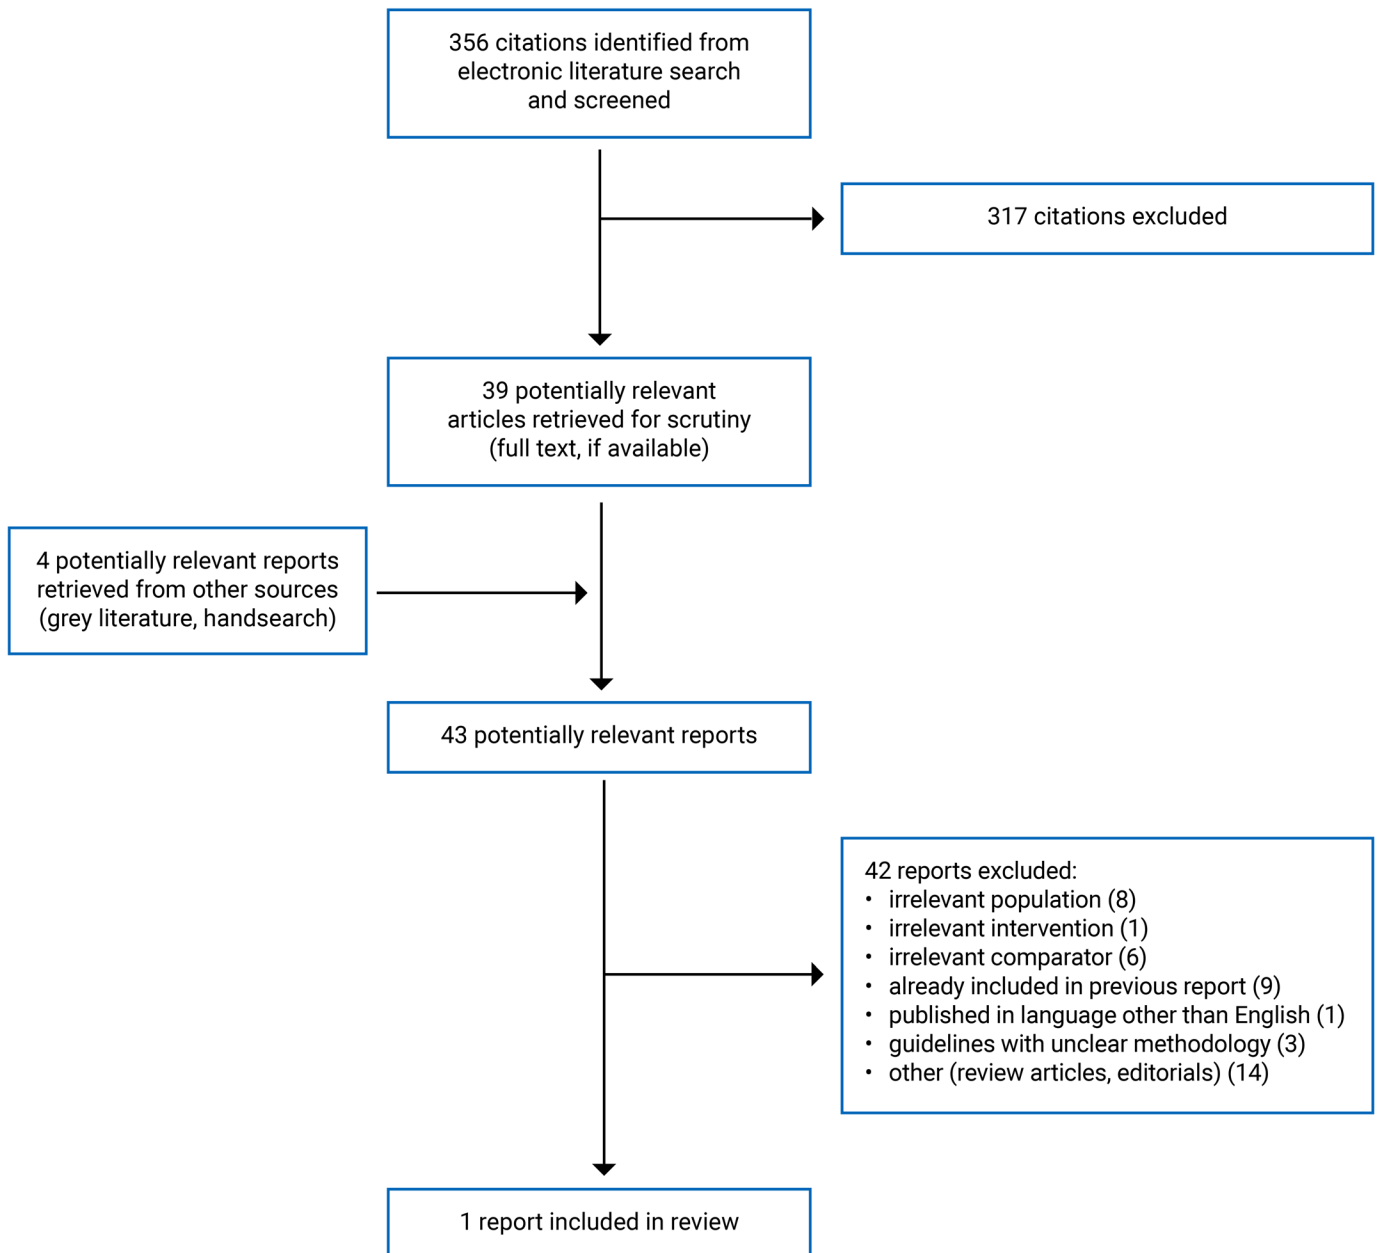 356 citations identified from
electronic literature search
and screened
317 citations excluded
39 potentially relevant
articles retrieved for scrutiny
(full text, if available)
4 potentially relevant reports
retrieved from other sources
(grey literature, handsearch)
43 potentially relevant reports
42 reports excluded:
• irrelevant population (8)
• irrelevant intervention (1)
• irrelevant comparator (6)
• already included in previous report (9)
• published in language other than English (1)
• guidelines with unclear methodology (3)
• other (review articles, editorials) (14)
1 report included in review